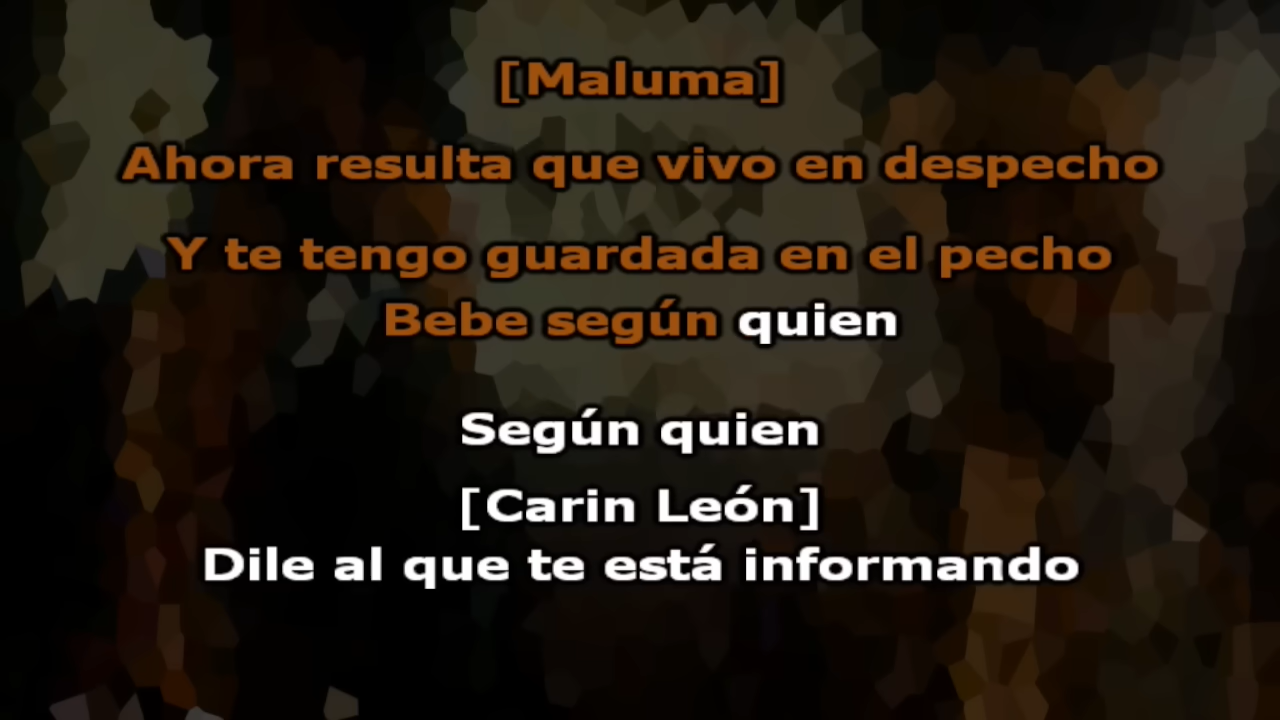 [Maluma]
Ahora resulta que vivo en despecho
Y te tengo guardada en el pecho
Bebe según quien
Según quien
[Carin León]
Dile al que te está informando